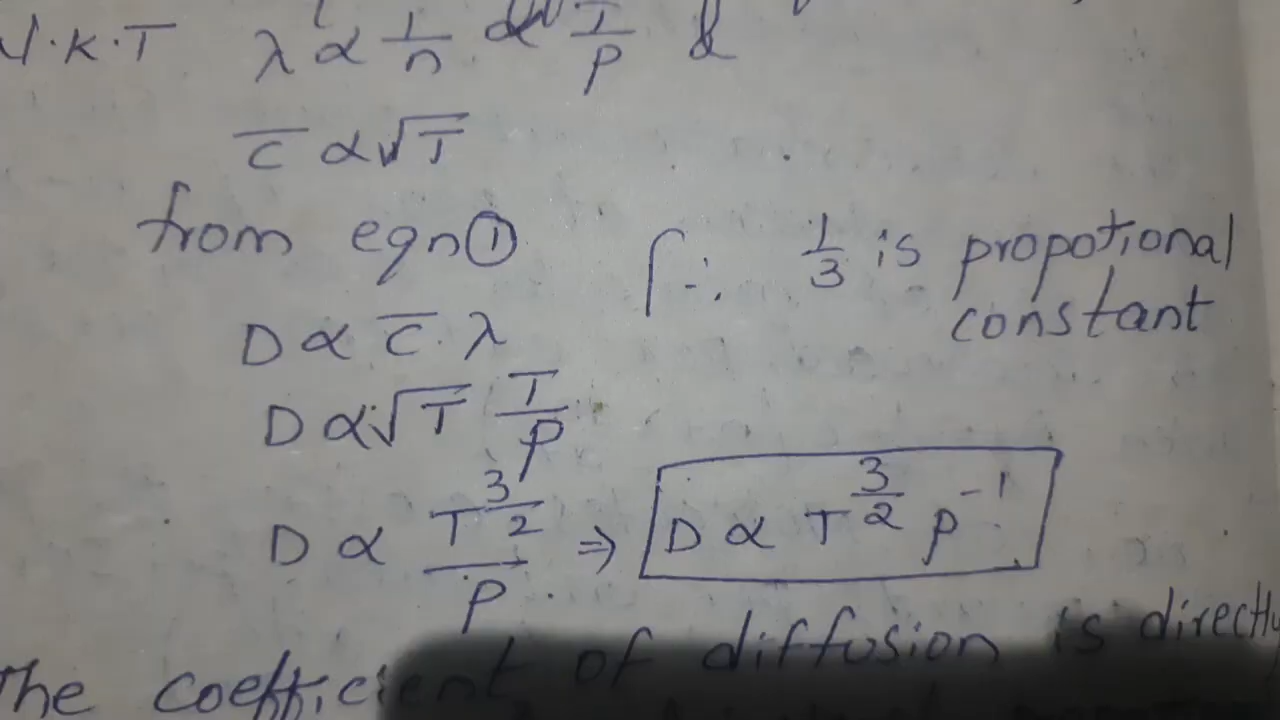 W.K.T λ ∝ 1/n ∝ T/P &
c̅ ∝ √T
from eqn ①
[∵ 1/3 is propotional
constant
D ∝ c̅ . λ
D ∝ √T T/P
D ∝ T^3/2 / P ⇒ D ∝ T^3/2 P^-1
The coefficient of diffusion is directly